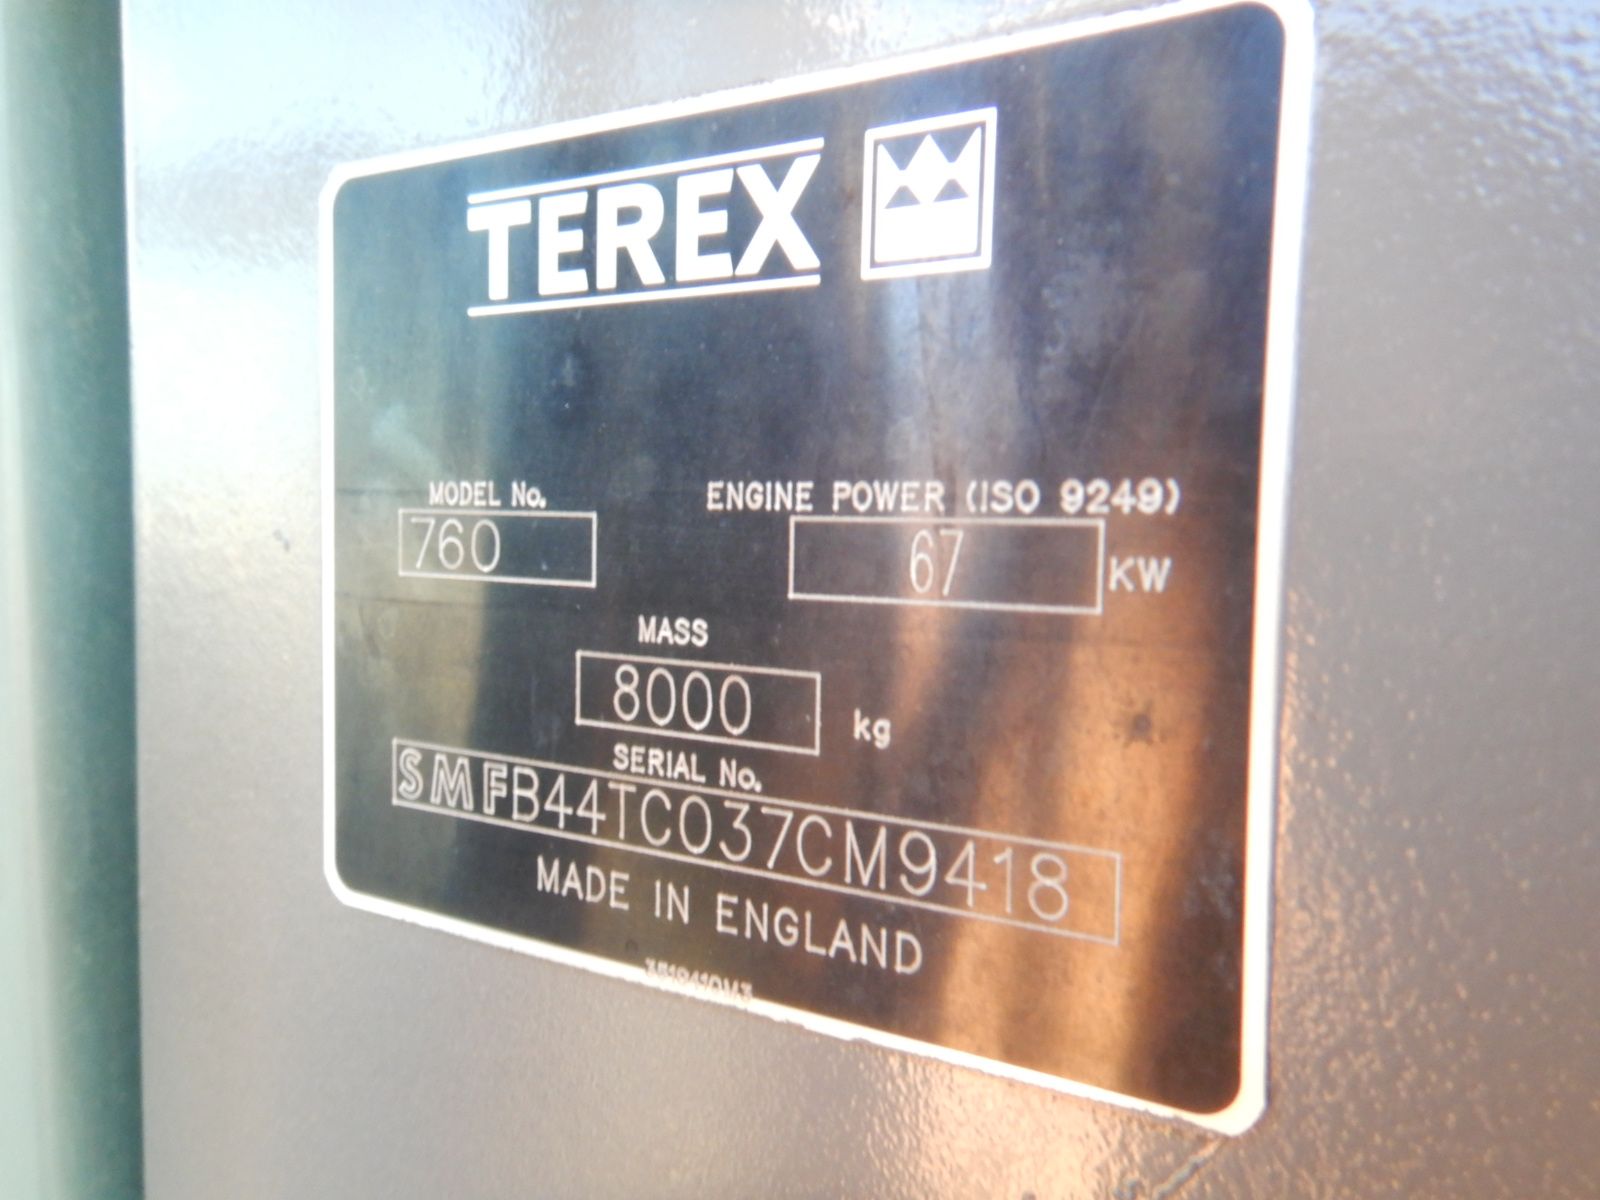 TEREX
MODEL No. ENGINE POWER (ISO 9249)
760 67 KW
MASS
8000 kg
SERIAL No.
SMFB44TC037CM9418
MADE IN ENGLAND